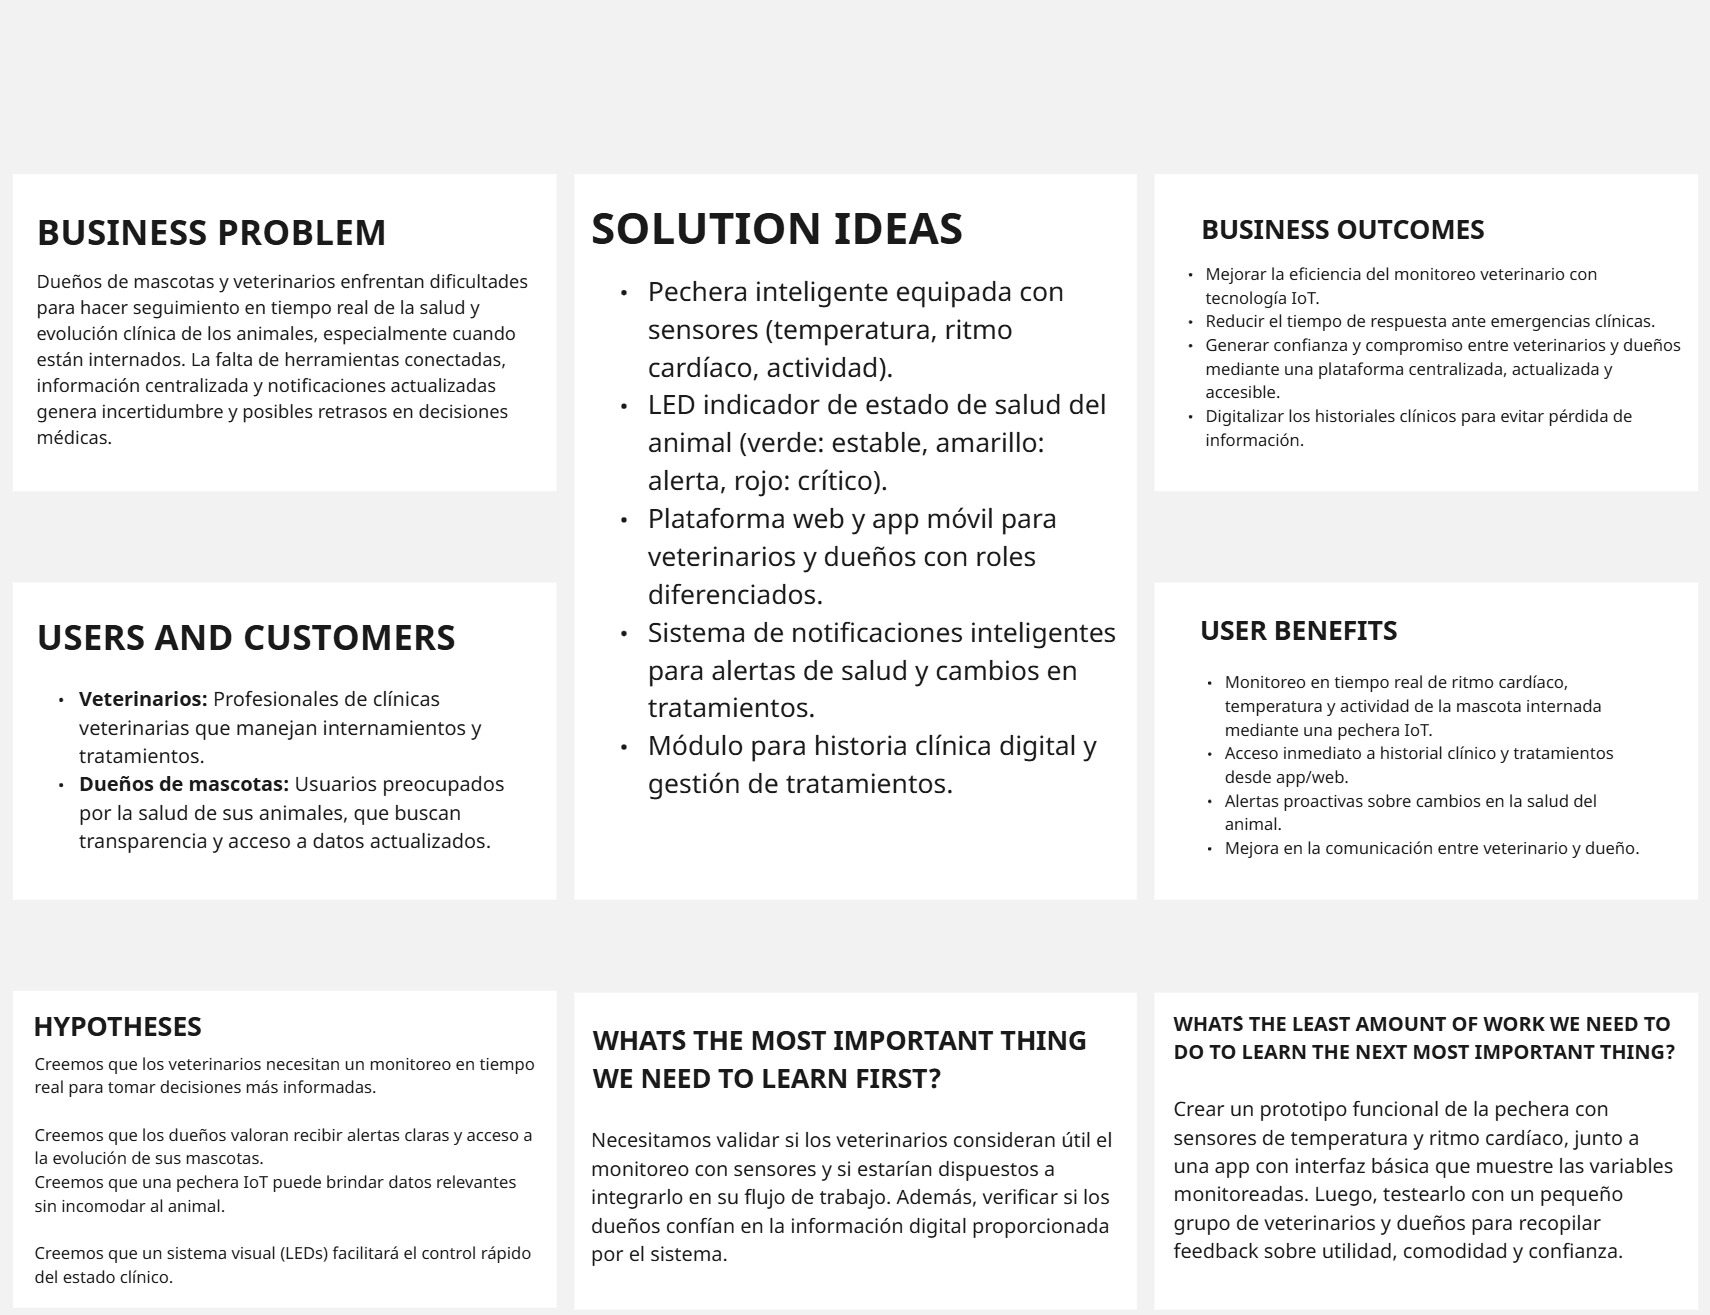 BUSINESS PROBLEM
Dueños de mascotas y veterinarios enfrentan dificultades
para hacer seguimiento en tiempo real de la salud y
evolución clínica de los animales, especialmente cuando
están internados. La falta de herramientas conectadas,
información centralizada y notificaciones actualizadas
genera incertidumbre y posibles retrasos en decisiones
médicas.
SOLUTION IDEAS
• Pechera inteligente equipada con
sensores (temperatura, ritmo
cardíaco, actividad).
• LED indicador de estado de salud del
animal (verde: estable, amarillo:
alerta, rojo: crítico).
• Plataforma web y app móvil para
veterinarios y dueños con roles
diferenciados.
• Sistema de notificaciones inteligentes
para alertas de salud y cambios en
tratamientos.
• Módulo para historia clínica digital y
gestión de tratamientos.
BUSINESS OUTCOMES
• Mejorar la eficiencia del monitoreo veterinario con
tecnología IoT.
• Reducir el tiempo de respuesta ante emergencias clínicas.
• Generar confianza y compromiso entre veterinarios y dueños
mediante una plataforma centralizada, actualizada y
accesible.
• Digitalizar los historiales clínicos para evitar pérdida de
información.
USERS AND CUSTOMERS
• Veterinarios: Profesionales de clínicas
veterinarias que manejan internamientos y
tratamientos.
• Dueños de mascotas: Usuarios preocupados
por la salud de sus animales, que buscan
transparencia y acceso a datos actualizados.
USER BENEFITS
• Monitoreo en tiempo real de ritmo cardíaco,
temperatura y actividad de la mascota internada
mediante una pechera IoT.
• Acceso inmediato a historial clínico y tratamientos
desde app/web.
• Alertas proactivas sobre cambios en la salud del
animal.
• Mejora en la comunicación entre veterinario y dueño.
HYPOTHESES
Creemos que los veterinarios necesitan un monitoreo en tiempo
real para tomar decisiones más informadas.
Creemos que los dueños valoran recibir alertas claras y acceso a
la evolución de sus mascotas.
Creemos que una pechera IoT puede brindar datos relevantes
sin incomodar al animal.
Creemos que un sistema visual (LEDs) facilitará el control rápido
del estado clínico.
WHAT´S THE MOST IMPORTANT THING
WE NEED TO LEARN FIRST?
Necesitamos validar si los veterinarios consideran útil el
monitoreo con sensores y si estarían dispuestos a
integrarlo en su flujo de trabajo. Además, verificar si los
dueños confían en la información digital proporcionada
por el sistema.
WHAT´S THE LEAST AMOUNT OF WORK WE NEED TO
DO TO LEARN THE NEXT MOST IMPORTANT THING?
Crear un prototipo funcional de la pechera con
sensores de temperatura y ritmo cardíaco, junto a
una app con interfaz básica que muestre las variables
monitoreadas. Luego, testearlo con un pequeño
grupo de veterinarios y dueños para recopilar
feedback sobre utilidad, comodidad y confianza.